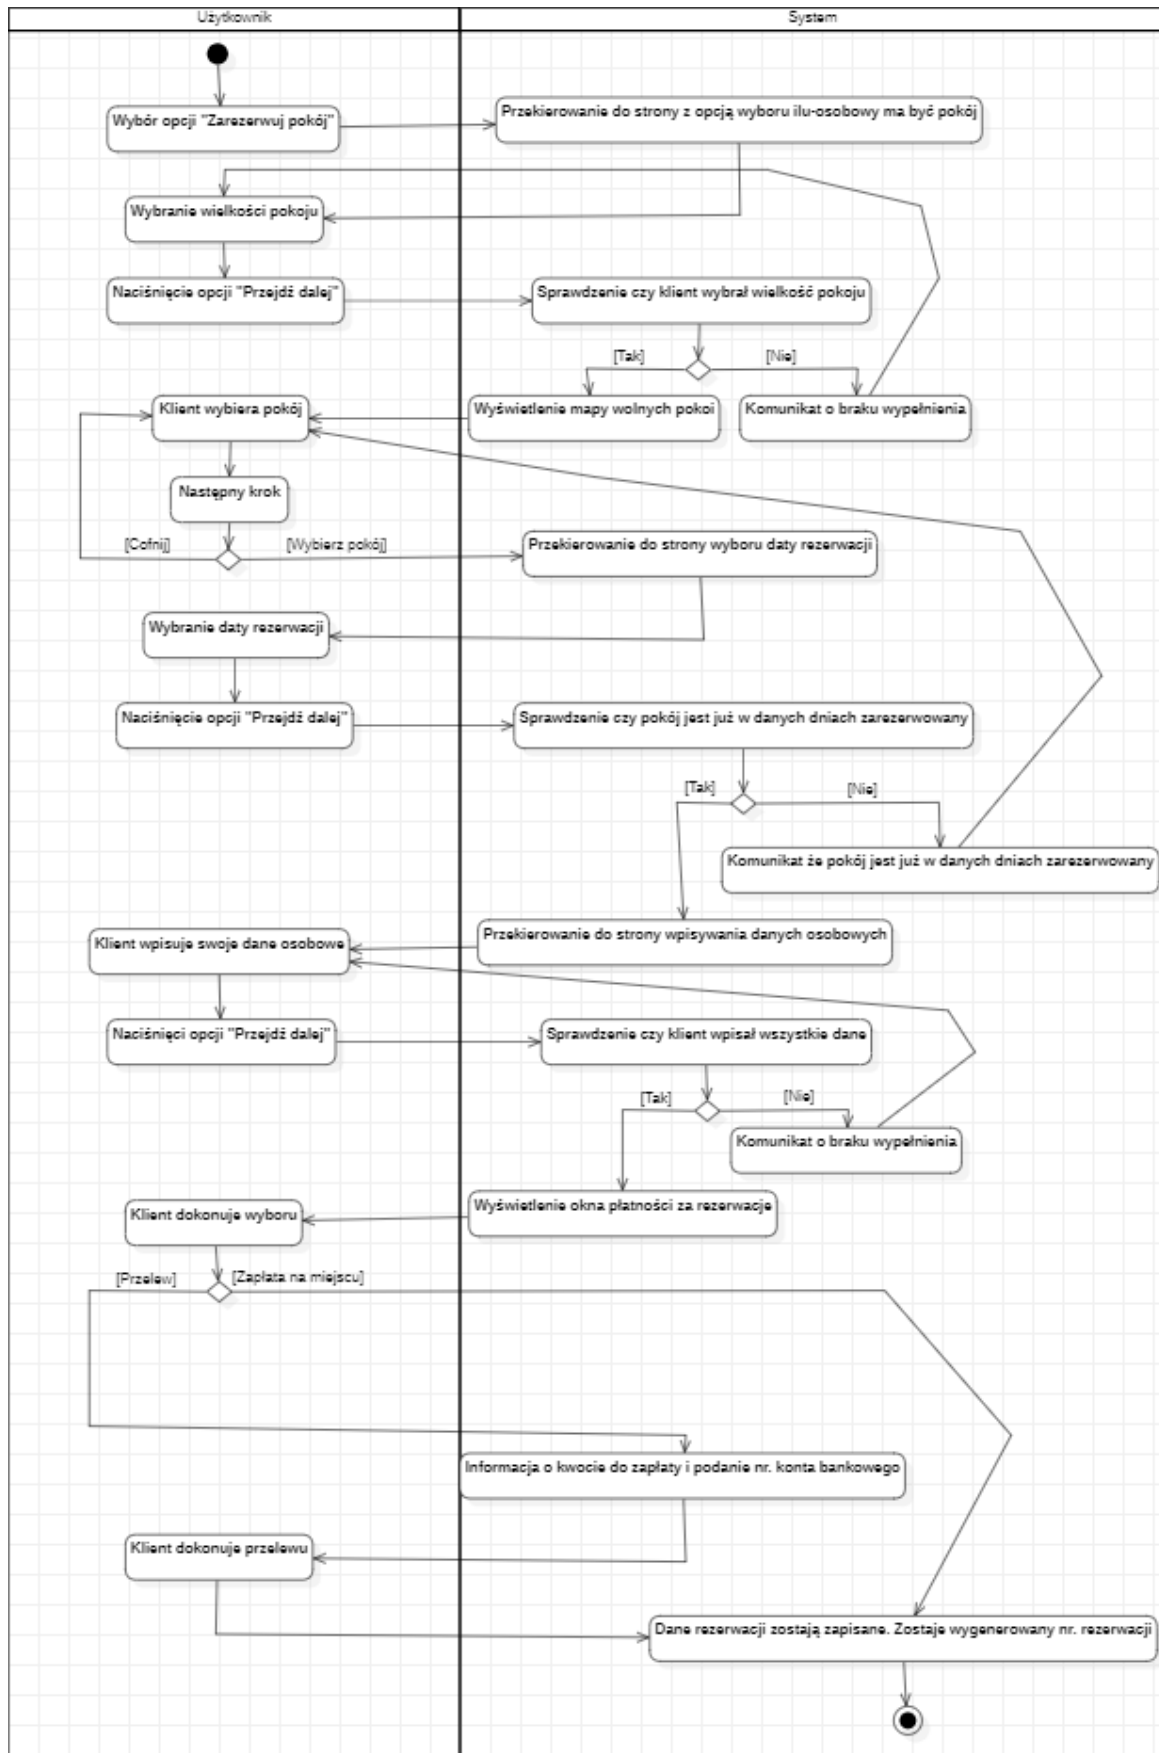 Użytkownik
System
Wybór opcji "Zarezerwuj pokój"
Przekierowanie do strony z opcją wyboru ilu-osobowy ma być pokój
Wybranie wielkości pokoju
Naciśnięcie opcji "Przejdź dalej"
Sprawdzenie czy klient wybrał wielkość pokoju
[Tak]
[Nie]
Klient wybiera pokój
Wyświetlenie mapy wolnych pokoi
Komunikat o braku wypełnienia
Następny krok
[Cofnij]
[Wybierz pokój]
Przekierowanie do strony wyboru daty rezerwacji
Wybranie daty rezerwacji
Naciśnięcie opcji "Przejdź dalej"
Sprawdzenie czy pokój jest już w danych dniach zarezerwowany
[Tak]
[Nie]
Komunikat że pokój jest już w danych dniach zarezerwowany
Klient wpisuje swoje dane osobowe
Przekierowanie do strony wpisywania danych osobowych
Naciśnięci opcji "Przejdź dalej"
Sprawdzenie czy klient wpisał wszystkie dane
[Tak]
[Nie]
Komunikat o braku wypełnienia
Klient dokonuje wyboru
Wyświetlenie okna płatności za rezerwacje
[Przelew]
[Zapłata na miejscu]
Informacja o kwocie do zapłaty i podanie nr. konta bankowego
Klient dokonuje przelewu
Dane rezerwacji zostają zapisane. Zostaje wygenerowany nr. rezerwacji